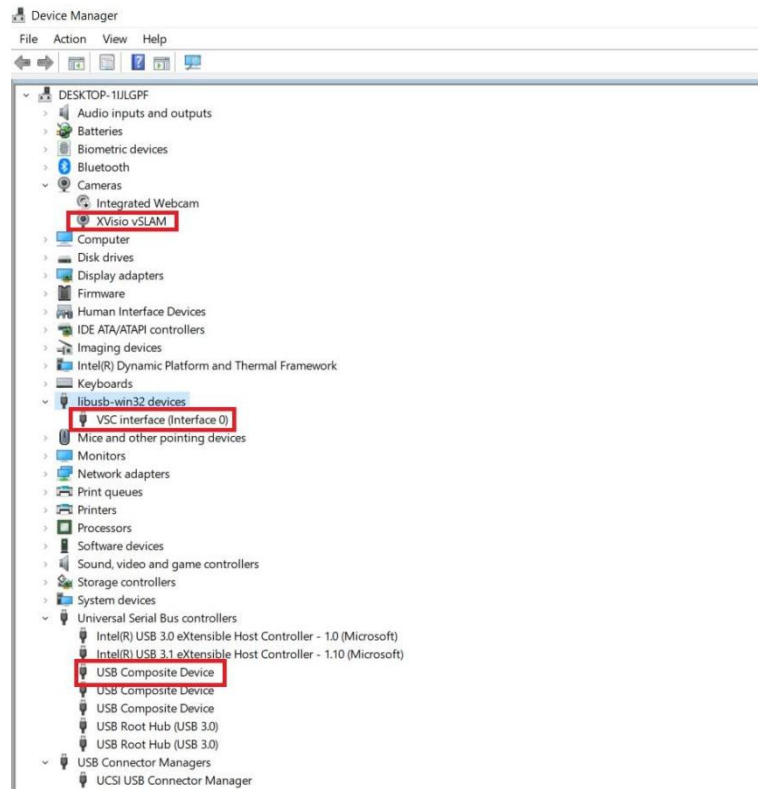 Device Manager
File Action View Help
DESKTOP-1IJLGPF
Audio inputs and outputs
Batteries
Biometric devices
Bluetooth
Cameras
Integrated Webcam
XVisio vSLAM
Computer
Disk drives
Display adapters
Firmware
Human Interface Devices
IDE ATA/ATAPI controllers
Imaging devices
Intel(R) Dynamic Platform and Thermal Framework
Keyboards
libusb-win32 devices
VSC interface (Interface 0)
Mice and other pointing devices
Monitors
Network adapters
Print queues
Printers
Processors
Software devices
Sound, video and game controllers
Storage controllers
System devices
Universal Serial Bus controllers
Intel(R) USB 3.0 eXtensible Host Controller - 1.0 (Microsoft)
Intel(R) USB 3.1 eXtensible Host Controller - 1.10 (Microsoft)
USB Composite Device
USB Composite Device
USB Composite Device
USB Root Hub (USB 3.0)
USB Root Hub (USB 3.0)
USB Connector Managers
UCSI USB Connector Manager